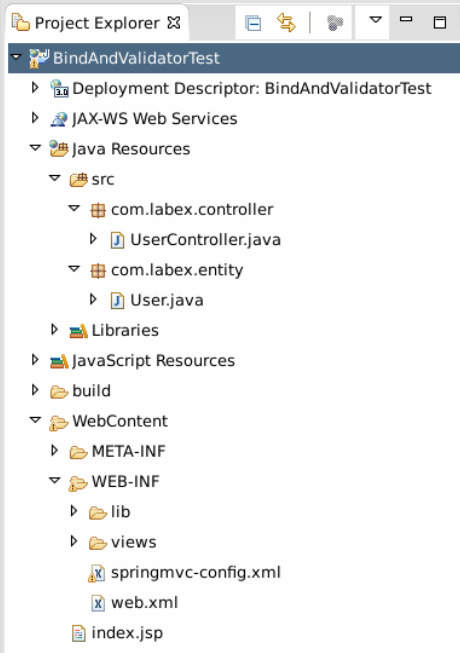 Project Explorer
BindAndValidatorTest
3.0 Deployment Descriptor: BindAndValidatorTest
JAX-WS Web Services
Java Resources
src
com.labex.controller
J UserController.java
com.labex.entity
J User.java
Libraries
JavaScript Resources
build
WebContent
META-INF
WEB-INF
lib
views
X springmvc-config.xml
X web.xml
index.jsp